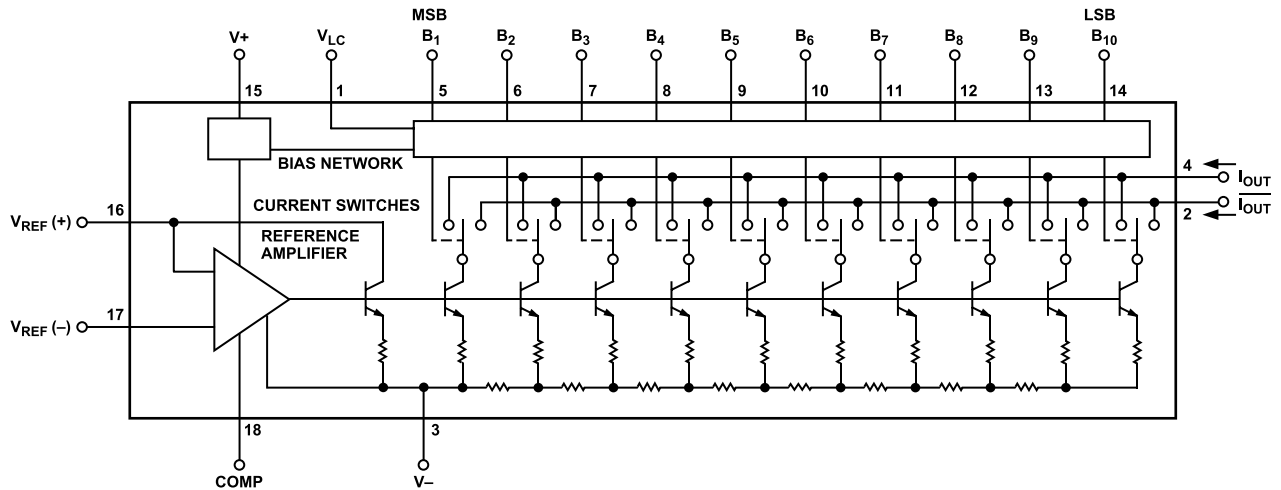 MSB LSB
V+ VLC B1 B2 B3 B4 B5 B6 B7 B8 B9 B10
15 1 5 6 7 8 9 10 11 12 13 14
BIAS NETWORK
4
IOUT
CURRENT SWITCHES
IOUT
2
16
VREF (+)
REFERENCE
AMPLIFIER
17
VREF (–)
18 3
COMP V–